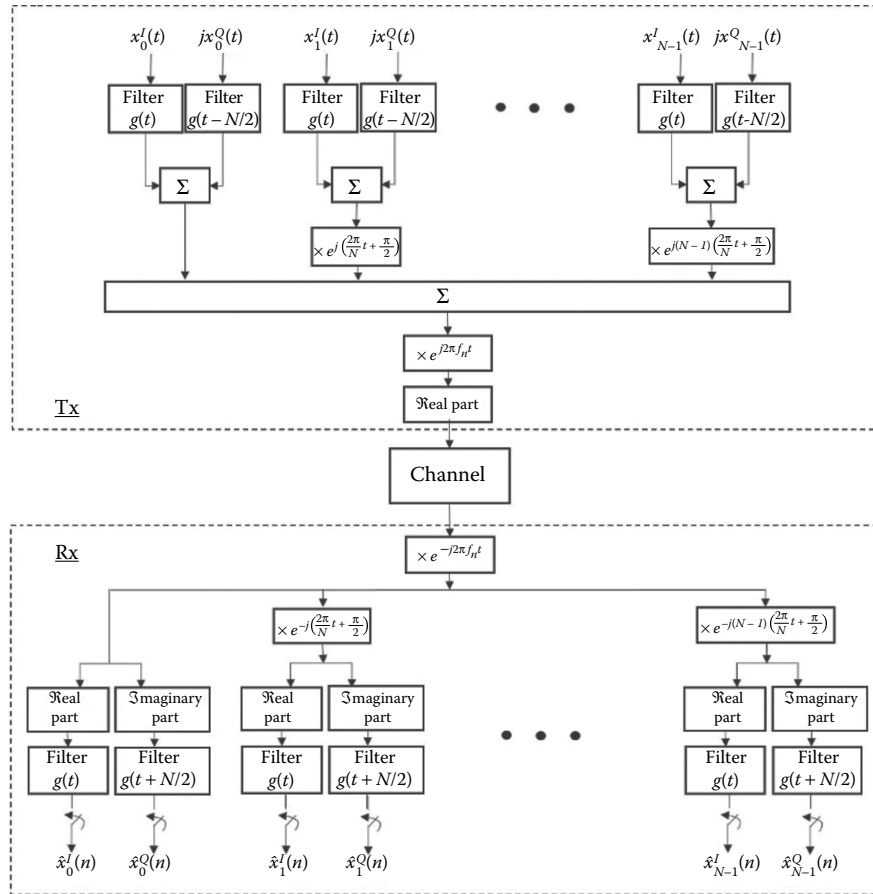 x_0^I(t) jx_0^Q(t) x_1^I(t) jx_1^Q(t) x^I_{N−1}(t) jx^Q_{N−1}(t)
Filter g(t) Filter g(t − N/2) Filter g(t) Filter g(t − N/2) • • • Filter g(t) Filter g(t-N/2)
Σ Σ Σ
× e^{j(2π/N t + π/2)} × e^{j(N − 1)(2π/N t + π/2)}
Σ
× e^{j2πf_n t}
Tx ℜeal part
Channel
Rx × e^{−j2πf_n t}
× e^{−j(2π/N t + π/2)} × e^{−j(N − 1)(2π/N t + π/2)}
ℜeal part ℑmaginary part ℜeal part ℑmaginary part ℜeal part ℑmaginary part
Filter g(t) Filter g(t + N/2) Filter g(t) Filter g(t + N/2) • • • Filter g(t) Filter g(t + N/2)
x̂_0^I(n) x̂_0^Q(n) x̂_1^I(n) x̂_1^Q(n) x̂_{N−1}^I(n) x̂_{N−1}^Q(n)